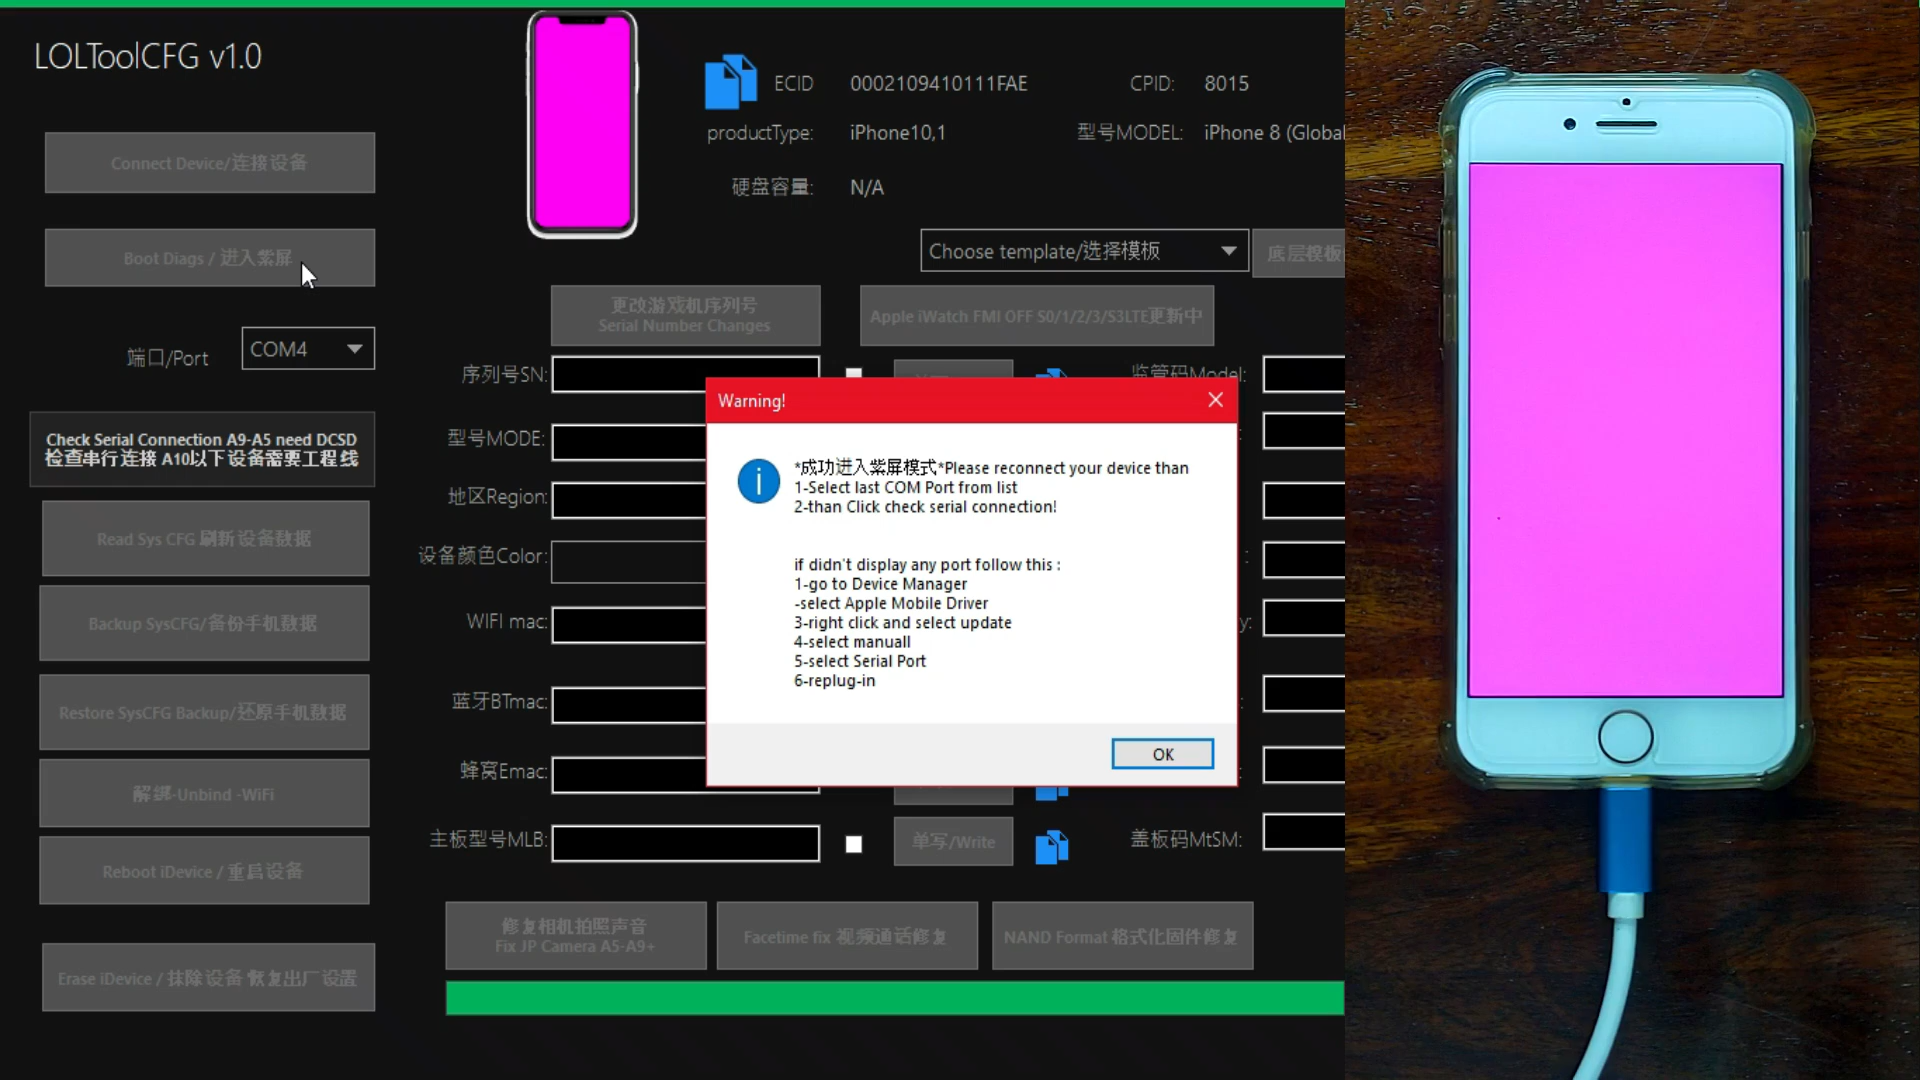 LOLToolCFG v1.0
ECID 0002109410111FAE CPID: 8015
productType: iPhone10,1 型号MODEL: iPhone 8 (Global
硬盘容量: N/A
Connect Device/连接设备
Boot Diags / 进入紫屏
端口/Port COM4
Check Serial Connection A9-A5 need DCSD
检查串行连接 A10以下设备需要工程线
Read Sys CFG 刷新设备数据
Backup SysCFG/备份手机数据
Restore SysCFG Backup/还原手机数据
解绑-Unbind -WiFi
Reboot iDevice / 重启设备
Erase iDevice / 抹除设备 恢复出厂设置
Choose template/选择模板 底层模板
更改游戏机序列号
Serial Number Changes
Apple iWatch FMI OFF S0/1/2/3/S3LTE更新中
序列号SN: 监管码Model:
型号MODE:
地区Region:
设备颜色Color:
WIFI mac:
蓝牙BTmac:
蜂窝Emac:
主板型号MLB: 单写/Write 盖板码MtSM:
Warning!
*成功进入紫屏模式*Please reconnect your device than
1-Select last COM Port from list
2-than Click check serial connection!
if didn't display any port follow this :
1-go to Device Manager
-select Apple Mobile Driver
3-right click and select update
4-select manuall
5-select Serial Port
6-replug-in
OK
修复相机拍照声音
Fix JP Camera A5-A9+
Facetime fix 视频通话修复
NAND Format 格式化固件修复